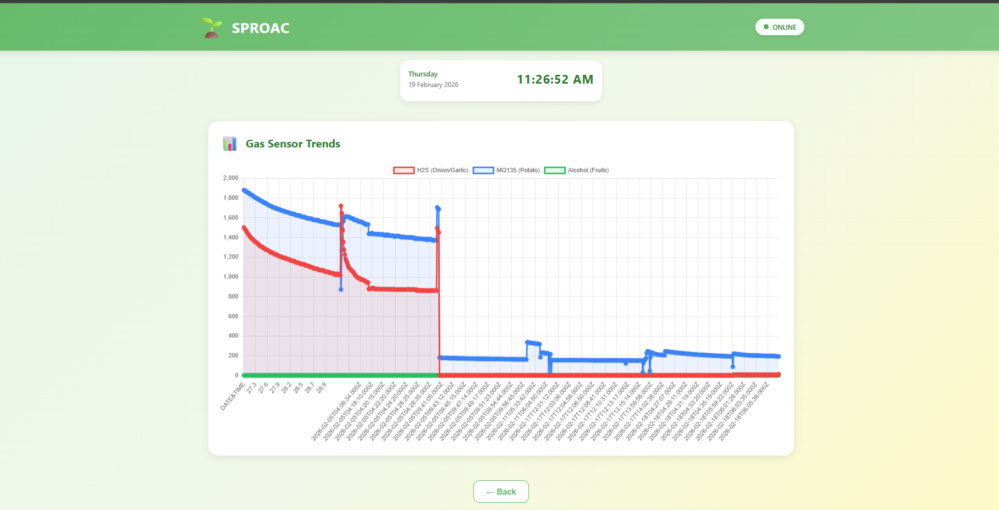 SPROAC
ONLINE
Thursday
19 February 2026
11:26:52 AM
Gas Sensor Trends
H2S (Onion/Garlic)
MQ135 (Potato)
Alcohol (Fruits)
2,000
1,800
1,600
1,400
1,200
1,000
800
600
400
200
0
DATE&TIME
27.3
27.6
27.9
28.2
28.5
28.7
28.9
2026-02-05T04:06:34.000Z
2026-02-05T04:18:10.000Z
2026-02-05T04:20:15.000Z
2026-02-05T04:22:20.000Z
2026-02-05T04:24:20.000Z
2026-02-05T04:26:25.000Z
2026-02-05T04:28:35.000Z
2026-02-05T09:41:05.000Z
2026-02-05T09:43:12.000Z
2026-02-05T09:45:15.000Z
2026-02-05T09:47:14.000Z
2026-02-05T09:49:17.000Z
2026-02-05T09:51:23.000Z
2026-02-05T09:54:44.000Z
2026-02-05T09:56:45.000Z
2026-02-11T05:33:42.000Z
2026-02-11T06:04:50.000Z
2026-02-17T12:01:12.000Z
2026-02-17T12:03:06.000Z
2026-02-17T12:04:58.000Z
2026-02-17T12:06:50.000Z
2026-02-17T12:08:41.000Z
2026-02-17T12:10:31.000Z
2026-02-17T12:13:17.000Z
2026-02-17T12:15:14.000Z
2026-02-17T13:59:58.000Z
2026-02-17T14:02:38.000Z
2026-02-18T04:27:07.000Z
2026-02-18T04:29:11.000Z
2026-02-18T04:31:19.000Z
2026-02-18T04:33:20.000Z
2026-02-18T04:35:19.000Z
2026-02-18T05:59:22.000Z
2026-02-18T06:01:28.000Z
2026-02-18T06:03:35.000Z
2026-02-18T06:05:38.000Z
← Back